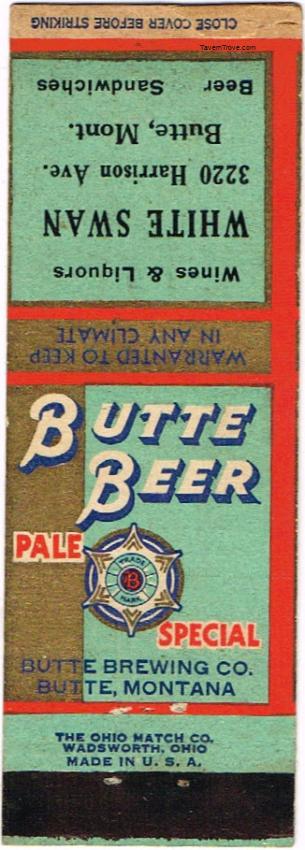 CLOSE COVER BEFORE STRIKING
TavernTrove.com
Wines & Liquors
WHITE SWAN
3220 Harrison Ave.
Butte, Mont.
Beer Sandwiches
WARRANTED TO KEEP
IN ANY CLIMATE
BUTTE
BEER
PALE
TRADE
B
MARK
SPECIAL
BUTTE BREWING CO.
BUTTE, MONTANA
THE OHIO MATCH CO.
WADSWORTH, OHIO
MADE IN U. S. A.